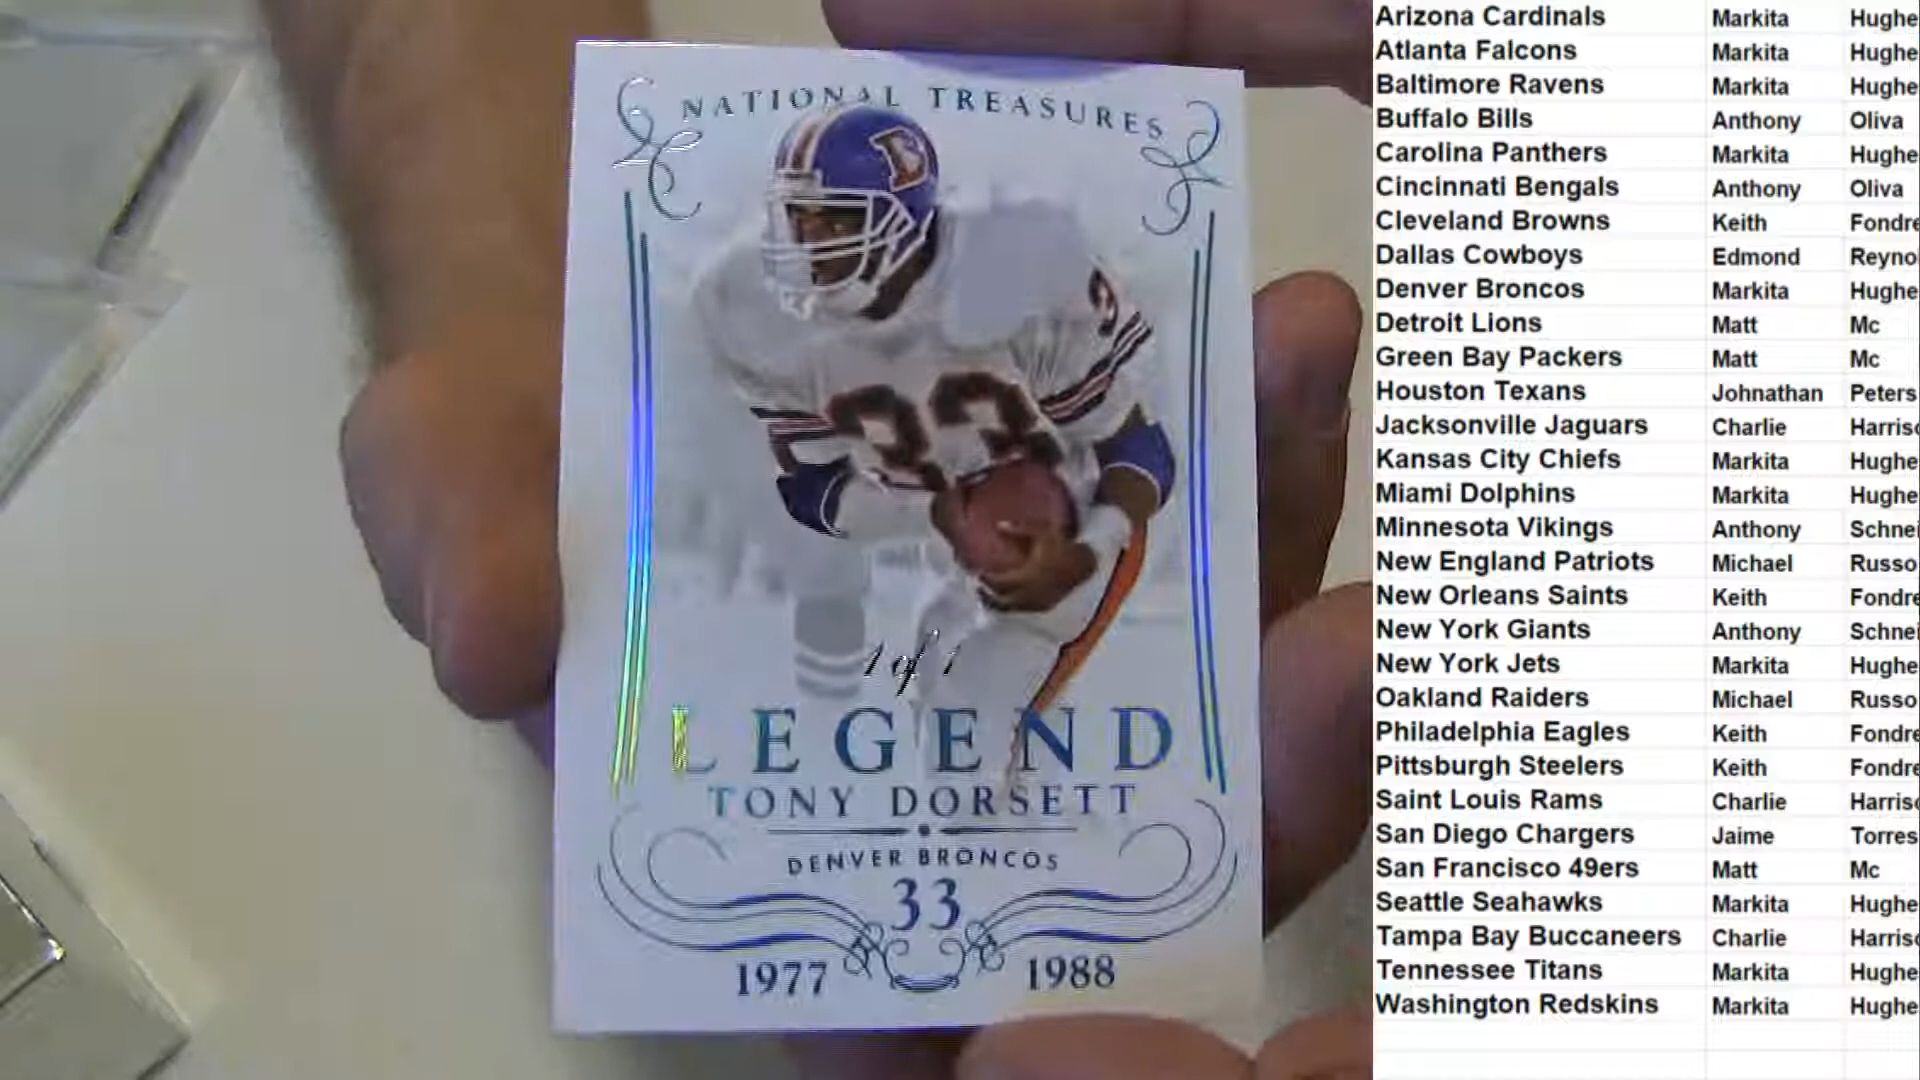 NATIONAL TREASURES
33
1 of 1
LEGEND
TONY DORSETT
DENVER BRONCOS
33
1977 1988
Arizona Cardinals Markita Hughe
Atlanta Falcons Markita Hughe
Baltimore Ravens Markita Hughe
Buffalo Bills Anthony Oliva
Carolina Panthers Markita Hughe
Cincinnati Bengals Anthony Oliva
Cleveland Browns Keith Fondre
Dallas Cowboys Edmond Reyno
Denver Broncos Markita Hughe
Detroit Lions Matt Mc
Green Bay Packers Matt Mc
Houston Texans Johnathan Peters
Jacksonville Jaguars Charlie Harriso
Kansas City Chiefs Markita Hughe
Miami Dolphins Markita Hughe
Minnesota Vikings Anthony Schnei
New England Patriots Michael Russo
New Orleans Saints Keith Fondre
New York Giants Anthony Schnei
New York Jets Markita Hughe
Oakland Raiders Michael Russo
Philadelphia Eagles Keith Fondre
Pittsburgh Steelers Keith Fondre
Saint Louis Rams Charlie Harriso
San Diego Chargers Jaime Torres
San Francisco 49ers Matt Mc
Seattle Seahawks Markita Hughe
Tampa Bay Buccaneers Charlie Harriso
Tennessee Titans Markita Hughe
Washington Redskins Markita Hughe